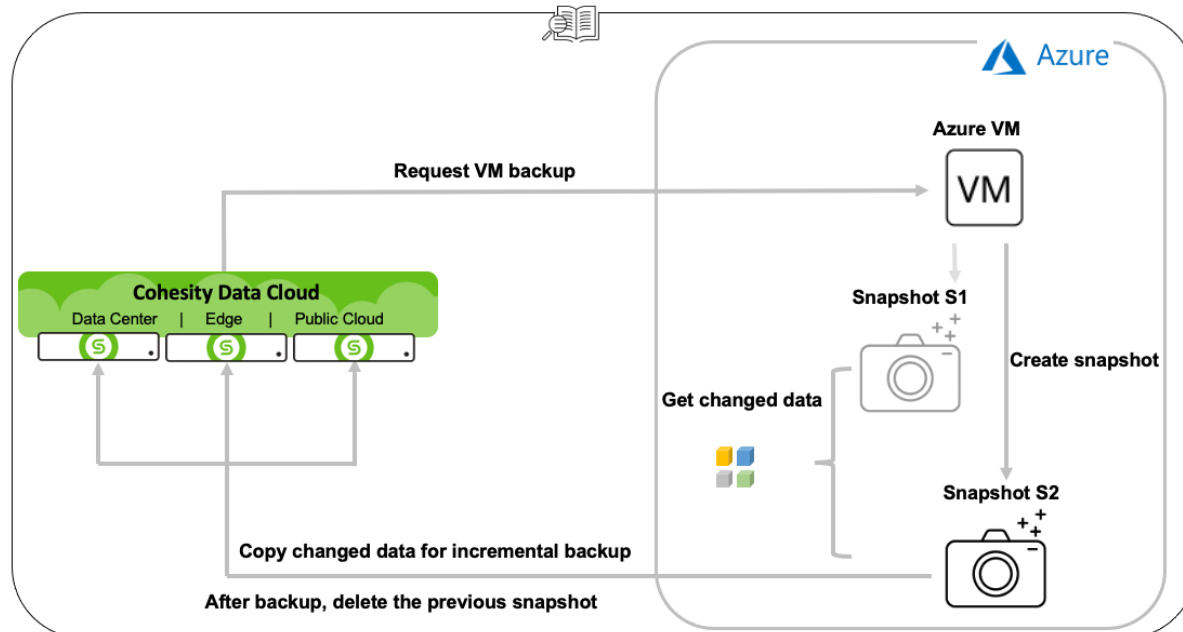 Azure
Azure VM
VM
Request VM backup
Cohesity Data Cloud
Data Center | Edge | Public Cloud
Snapshot S1
Create snapshot
Get changed data
Snapshot S2
Copy changed data for incremental backup
After backup, delete the previous snapshot